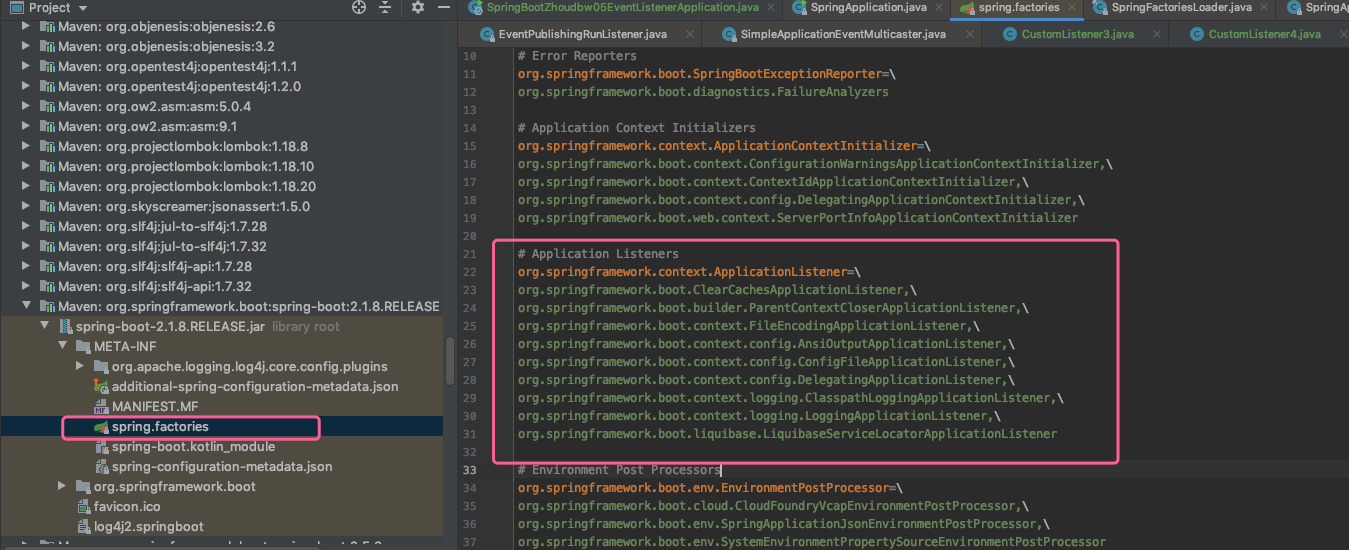 Project
Maven: org.objenesis:objenesis:2.6
Maven: org.objenesis:objenesis:3.2
Maven: org.opentest4j:opentest4j:1.1.1
Maven: org.opentest4j:opentest4j:1.2.0
Maven: org.ow2.asm:asm:5.0.4
Maven: org.ow2.asm:asm:9.1
Maven: org.projectlombok:lombok:1.18.8
Maven: org.projectlombok:lombok:1.18.10
Maven: org.projectlombok:lombok:1.18.20
Maven: org.skyscreamer:jsonassert:1.5.0
Maven: org.slf4j:jul-to-slf4j:1.7.28
Maven: org.slf4j:jul-to-slf4j:1.7.32
Maven: org.slf4j:slf4j-api:1.7.28
Maven: org.slf4j:slf4j-api:1.7.32
Maven: org.springframework.boot:spring-boot:2.1.8.RELEASE
spring-boot-2.1.8.RELEASE.jar library root
META-INF
org.apache.logging.log4j.core.config.plugins
additional-spring-configuration-metadata.json
MANIFEST.MF
spring.factories
spring-boot.kotlin_module
spring-configuration-metadata.json
org.springframework.boot
favicon.ico
log4j2.springboot
SpringBootZhoudbw05EventListenerApplication.java SpringApplication.java spring.factories SpringFactoriesLoader.java SpringAp
EventPublishingRunListener.java SimpleApplicationEventMulticaster.java CustomListener3.java CustomListener4.java
10 # Error Reporters
11 org.springframework.boot.SpringBootExceptionReporter=\
12 org.springframework.boot.diagnostics.FailureAnalyzers
13
14 # Application Context Initializers
15 org.springframework.context.ApplicationContextInitializer=\
16 org.springframework.boot.context.ConfigurationWarningsApplicationContextInitializer,\
17 org.springframework.boot.context.ContextIdApplicationContextInitializer,\
18 org.springframework.boot.context.config.DelegatingApplicationContextInitializer,\
19 org.springframework.boot.web.context.ServerPortInfoApplicationContextInitializer
20
21 # Application Listeners
22 org.springframework.context.ApplicationListener=\
23 org.springframework.boot.ClearCachesApplicationListener,\
24 org.springframework.boot.builder.ParentContextCloserApplicationListener,\
25 org.springframework.boot.context.FileEncodingApplicationListener,\
26 org.springframework.boot.context.config.AnsiOutputApplicationListener,\
27 org.springframework.boot.context.config.ConfigFileApplicationListener,\
28 org.springframework.boot.context.config.DelegatingApplicationListener,\
29 org.springframework.boot.context.logging.ClasspathLoggingApplicationListener,\
30 org.springframework.boot.context.logging.LoggingApplicationListener,\
31 org.springframework.boot.liquibase.LiquibaseServiceLocatorApplicationListener
32
33 # Environment Post Processors
34 org.springframework.boot.env.EnvironmentPostProcessor=\
35 org.springframework.boot.cloud.CloudFoundryVcapEnvironmentPostProcessor,\
36 org.springframework.boot.env.SpringApplicationJsonEnvironmentPostProcessor,\
37 org.springframework.boot.env.SystemEnvironmentPropertySourceEnvironmentPostProcessor